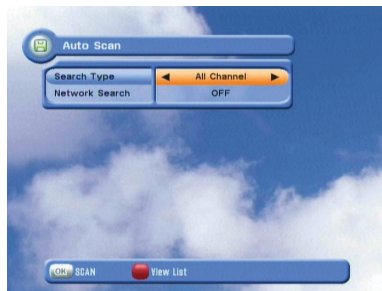 Auto Scan
Search Type All Channel
Network Search OFF
OK SCAN View List